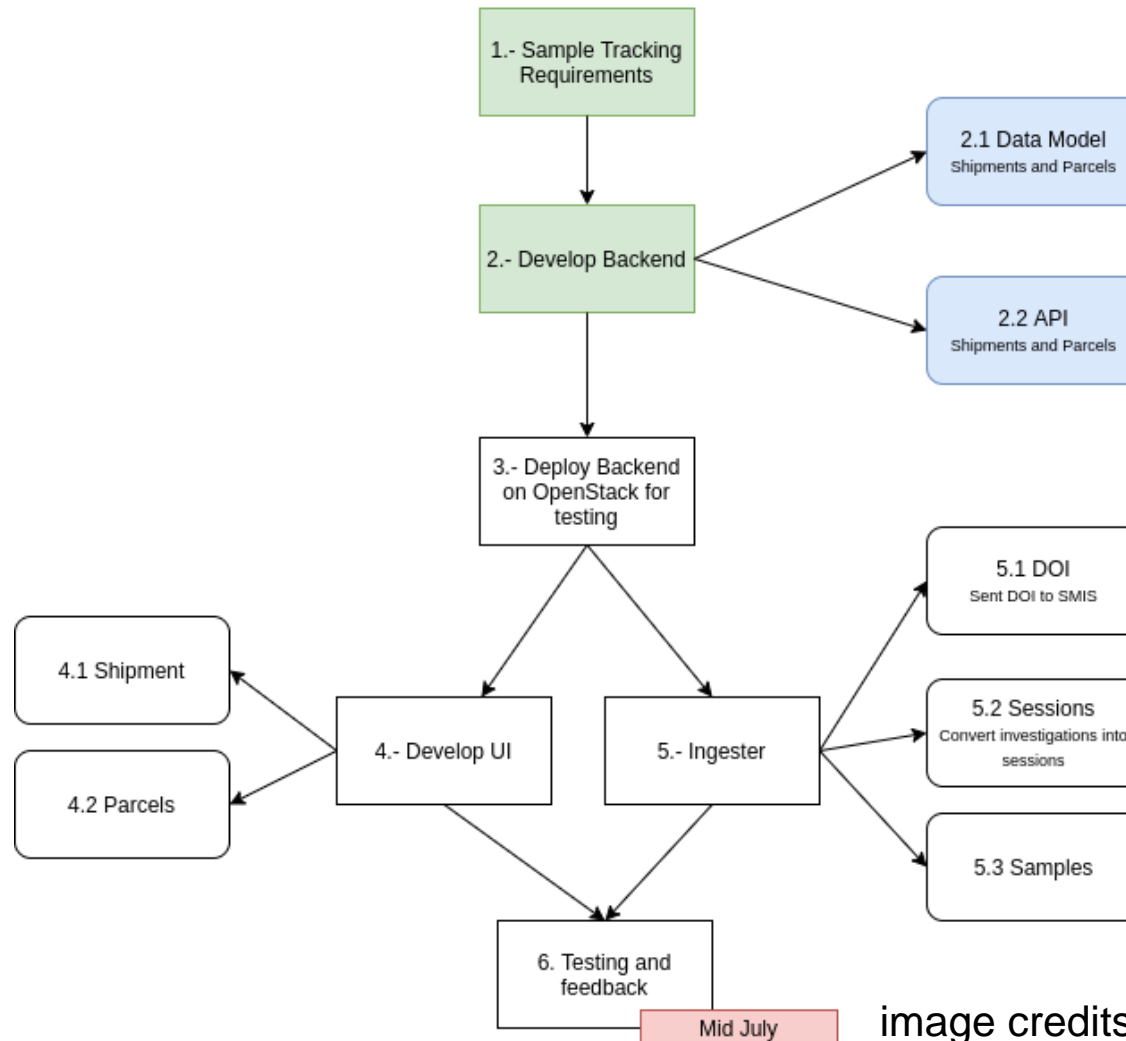 1.- Sample Tracking
Requirements
2.1 Data Model
Shipments and Parcels
2.- Develop Backend
2.2 API
Shipments and Parcels
3.- Deploy Backend
on OpenStack for
testing
5.1 DOI
Sent DOI to SMIS
4.1 Shipment
4.- Develop UI
5.- Ingester
5.2 Sessions
Convert investigations into
sessions
4.2 Parcels
5.3 Samples
6. Testing and
feedback
Mid July
image credits